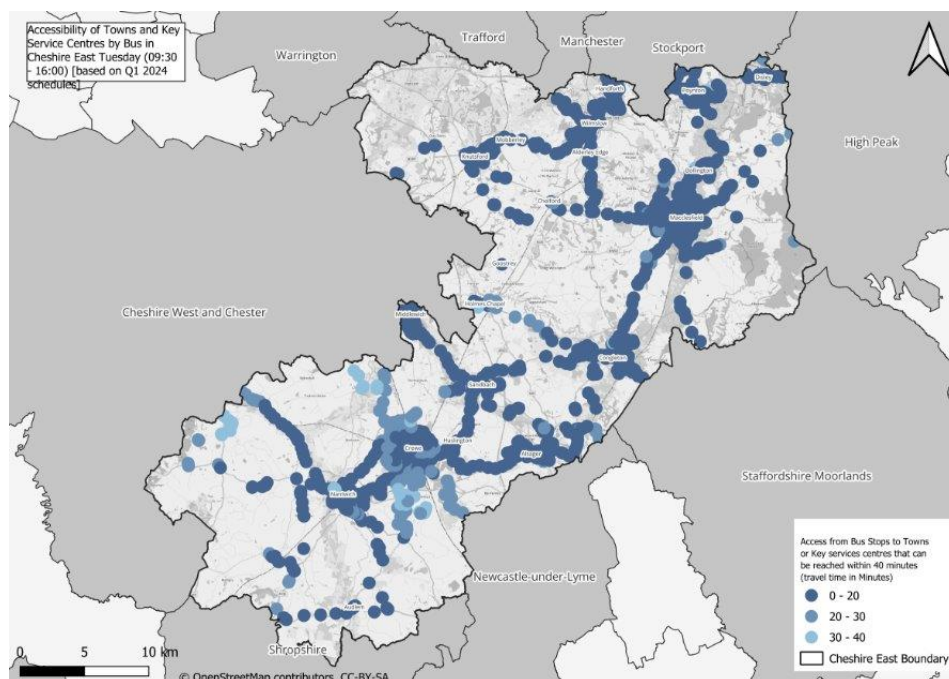 Accessibility of Towns and Key
Service Centres by Bus in
Cheshire East Tuesday (09:30
- 16:00) [based on Q1 2024
schedules]
Trafford
Manchester
Warrington
Stockport
Disley
Handforth
Poynton
Wilmslow
Mobberley
High Peak
Alderley Edge
Knutsford
Bollington
Chelford
Macclesfield
Goostrey
Holmes Chapel
Cheshire West and Chester
Middlewich
Congleton
Sandbach
Haslington
Crewe
Alsager
Staffordshire Moorlands
Nantwich
Access from Bus Stops to Towns
or Key services centres that can
be reached within 40 minutes
(travel time in Minutes)
0 - 20
20 - 30
30 - 40
Cheshire East Boundary
Newcastle-under-Lyme
Audlem
Shropshire
0 5 10 km
© OpenStreetMap contributors, CC-BY-SA